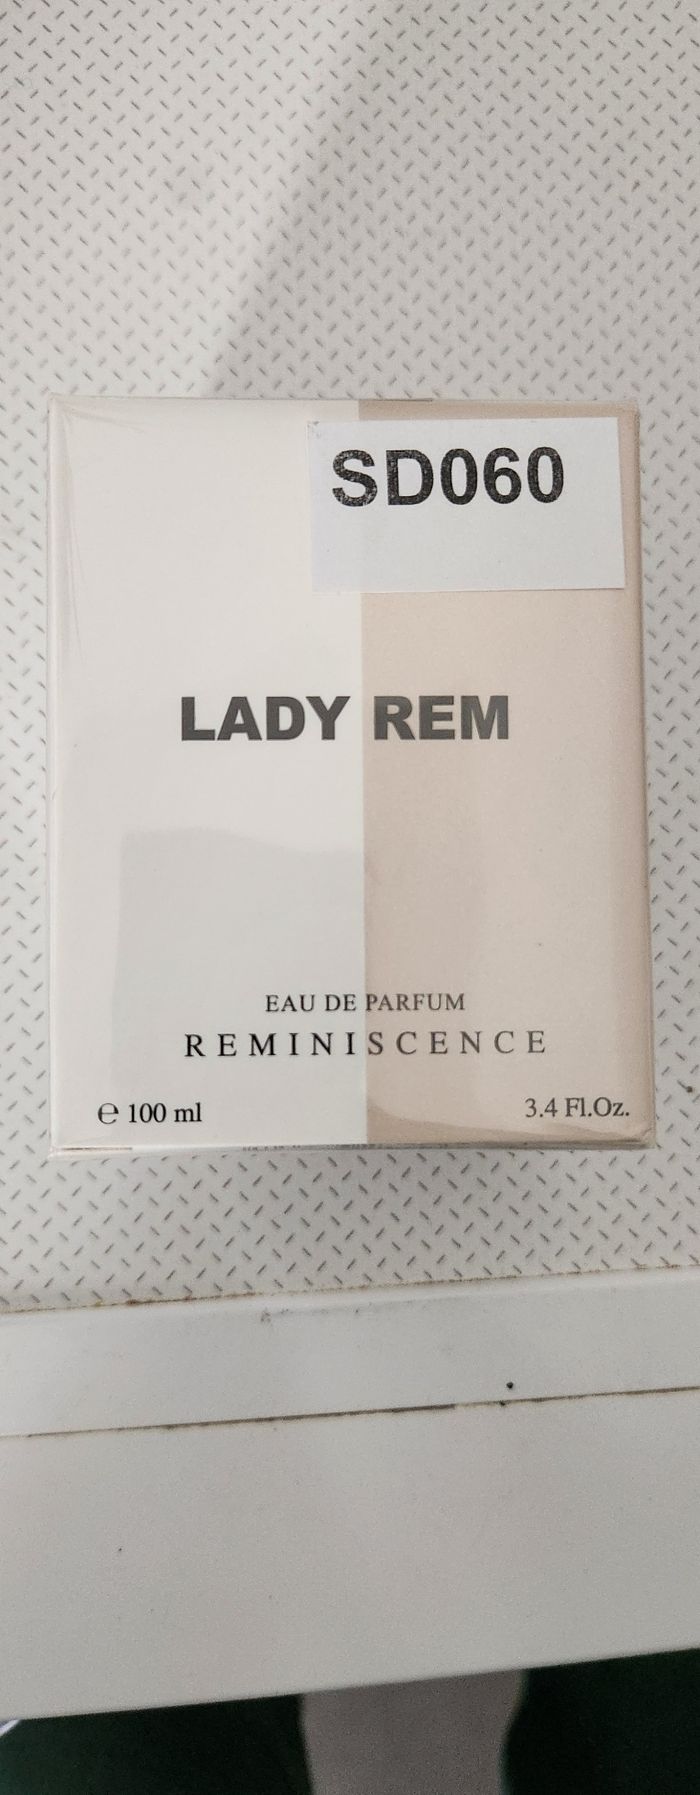 SD060
LADY REM
EAU DE PARFUM
REMINISCENCE
℮ 100 ml
3.4 Fl.Oz.